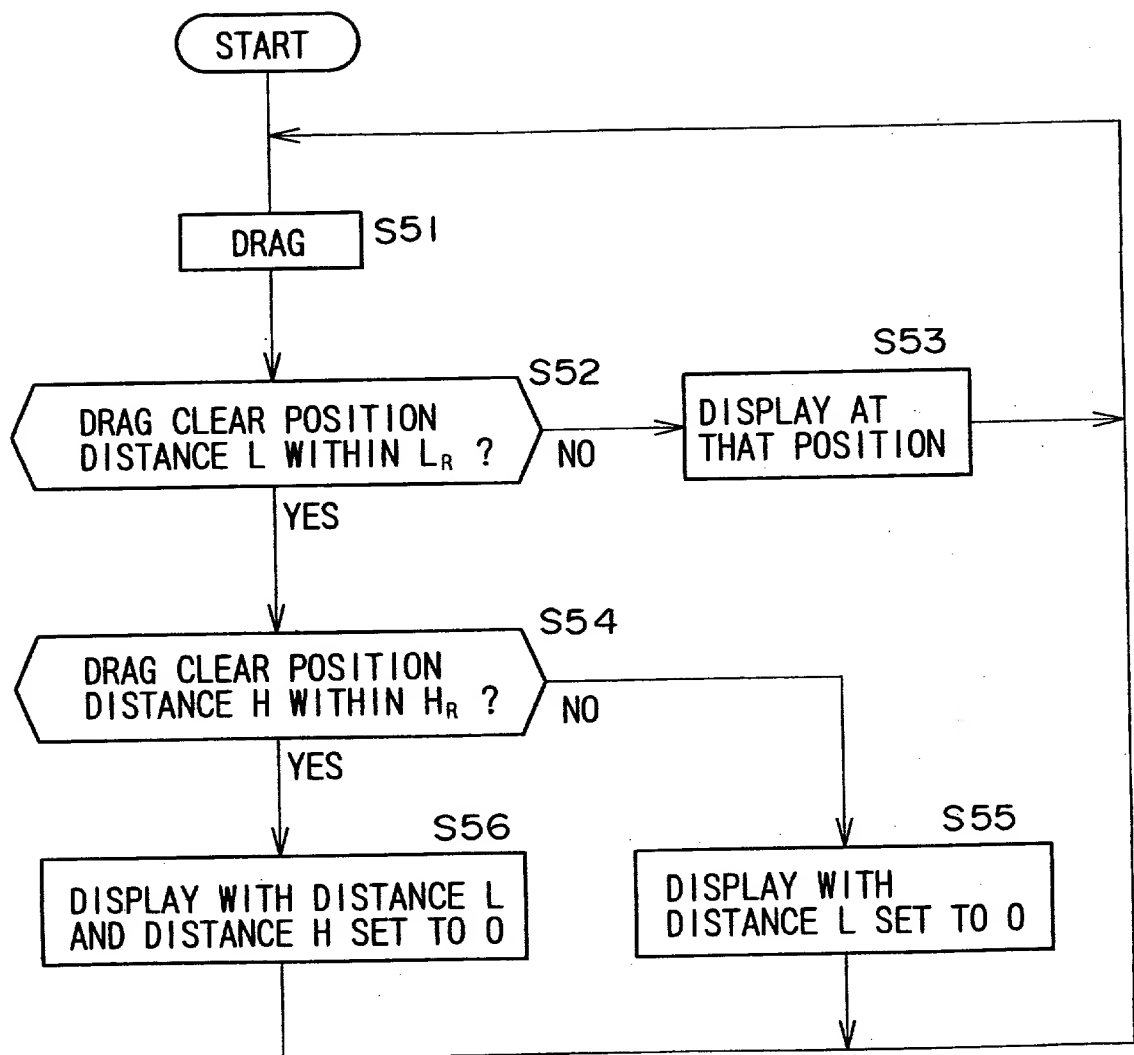 START
DRAG
S51
S52
DRAG CLEAR POSITION
DISTANCE L WITHIN LR ?
NO
YES
S53
DISPLAY AT
THAT POSITION
S54
DRAG CLEAR POSITION
DISTANCE H WITHIN HR ?
NO
YES
S56
DISPLAY WITH DISTANCE L
AND DISTANCE H SET TO 0
S55
DISPLAY WITH
DISTANCE L SET TO 0